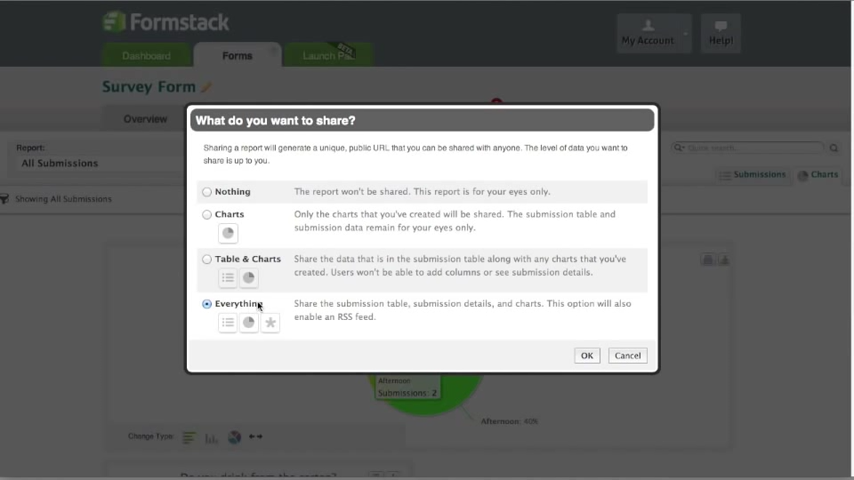 Formstack
My Account
Help!
Dashboard
Forms
BETA
Survey Form
Overview
What do you want to share?
Report:
All Submissions
Sharing a report will generate a unique, public URL that you can be shared with anyone. The level of data you want to
share is up to you.
Submissions
Charts
Showing All Submissions
Nothing
The report won't be shared. This report is for your eyes only.
Charts
Only the charts that you've created will be shared. The submission table and
submission data remain for your eyes only.
Table & Charts
Share the data that is in the submission table along with any charts that you've
created. Users won't be able to add columns or see submission details.
Everything
Share the submission table, submission details, and charts. This option will also
enable an RSS feed.
OK
Cancel
Afternoon
Submissions: 2
Afternoon: 40%
Change Type: